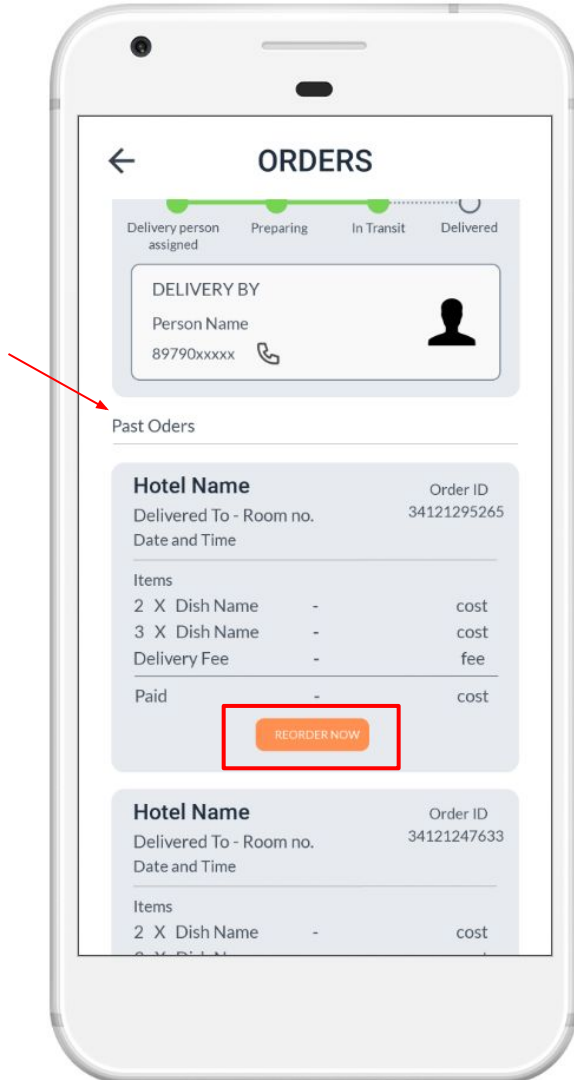 ORDERS
Delivery person assigned
Preparing
In Transit
Delivered
DELIVERY BY
Person Name
89790xxxxx
Past Oders
Hotel Name
Order ID
Delivered To - Room no.
34121295265
Date and Time
Items
2 X Dish Name - cost
3 X Dish Name - cost
Delivery Fee - fee
Paid - cost
REORDER NOW
Hotel Name
Order ID
Delivered To - Room no.
34121247633
Date and Time
Items
2 X Dish Name - cost